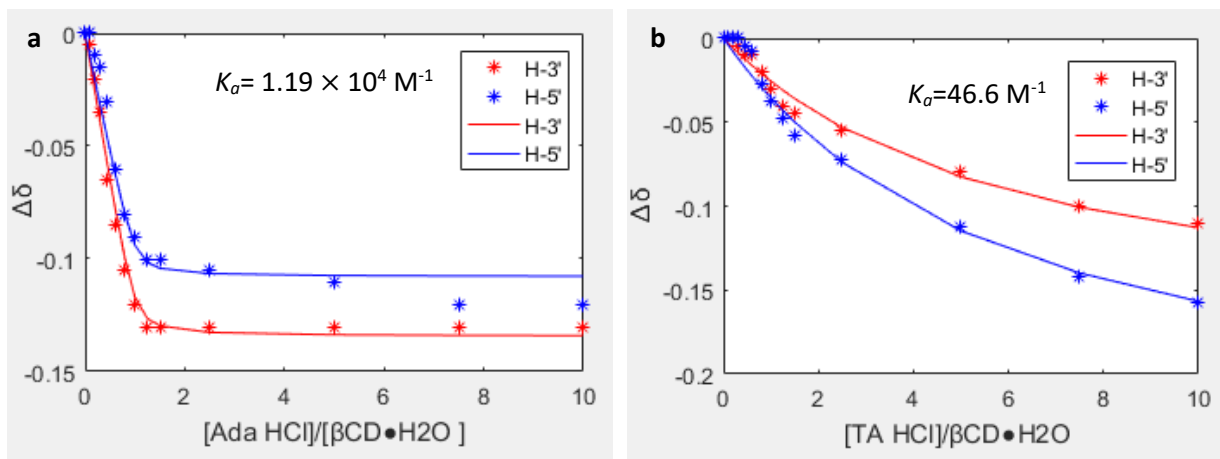 a
Kₐ= 1.19 × 10⁴ M⁻¹
H-3'
H-5'
H-3'
H-5'
0
-0.05
-0.1
-0.15
Δδ
0 2 4 6 8 10
[Ada HCl]/[βCD●H2O ]
b
Kₐ=46.6 M⁻¹
H-3'
H-5'
H-3'
H-5'
0
-0.05
-0.1
-0.15
-0.2
Δδ
0 2 4 6 8 10
[TA HCl]/βCD●H2O